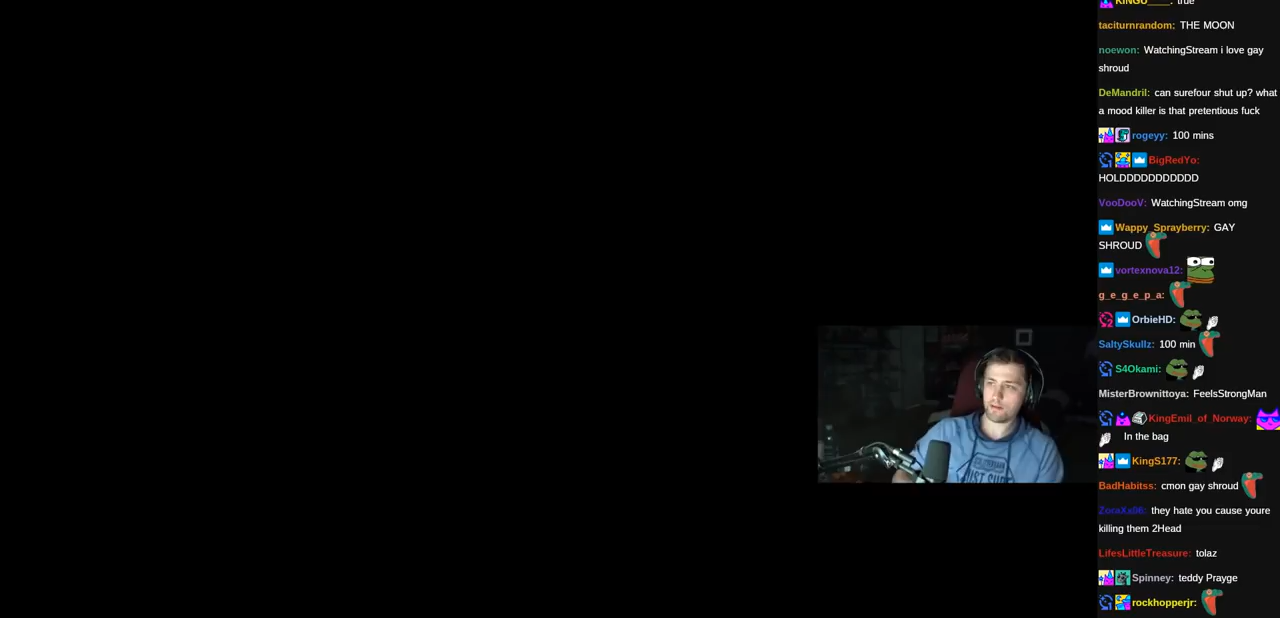 KINGU____: true
taciturnrandom: THE MOON
noewon: WatchingStream i love gay
shroud
DeMandril: can surefour shut up? what
a mood killer is that pretentious fuck
rogeyy: 100 mins
BigRedYo:
HOLDDDDDDDDDDD
VooDooV: WatchingStream omg
Wappy_Sprayberry: GAY
SHROUD
vortexnova12:
g_e_g_e_p_a:
OrbieHD:
SaltySkullz: 100 min
S4Okami:
MisterBrownittoya: FeelsStrongMan
KingEmil_of_Norway:
In the bag
KingS177:
BadHabitss: cmon gay shroud
ZoraXx06: they hate you cause youre
killing them 2Head
LifesLittleTreasure: tolaz
Spinney: teddy Prayge
rockhopperjr: